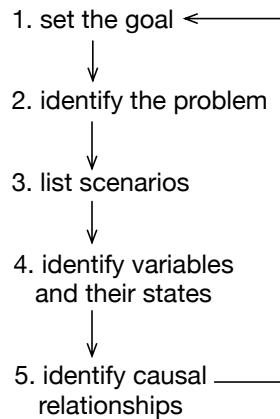 1. set the goal
2. identify the problem
3. list scenarios
4. identify variables
and their states
5. identify causal
relationships